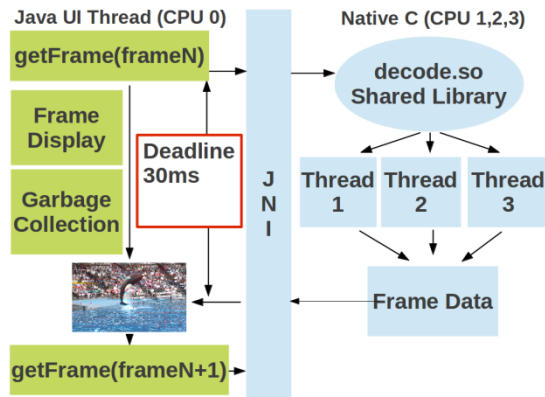 Java UI Thread (CPU 0)
Native C (CPU 1,2,3)
getFrame(frameN)
decode.so
Shared Library
Frame
Display
Deadline
30ms
Garbage
Collection
J
N
I
Thread
1
Thread
2
Thread
3
Frame Data
getFrame(frameN+1)